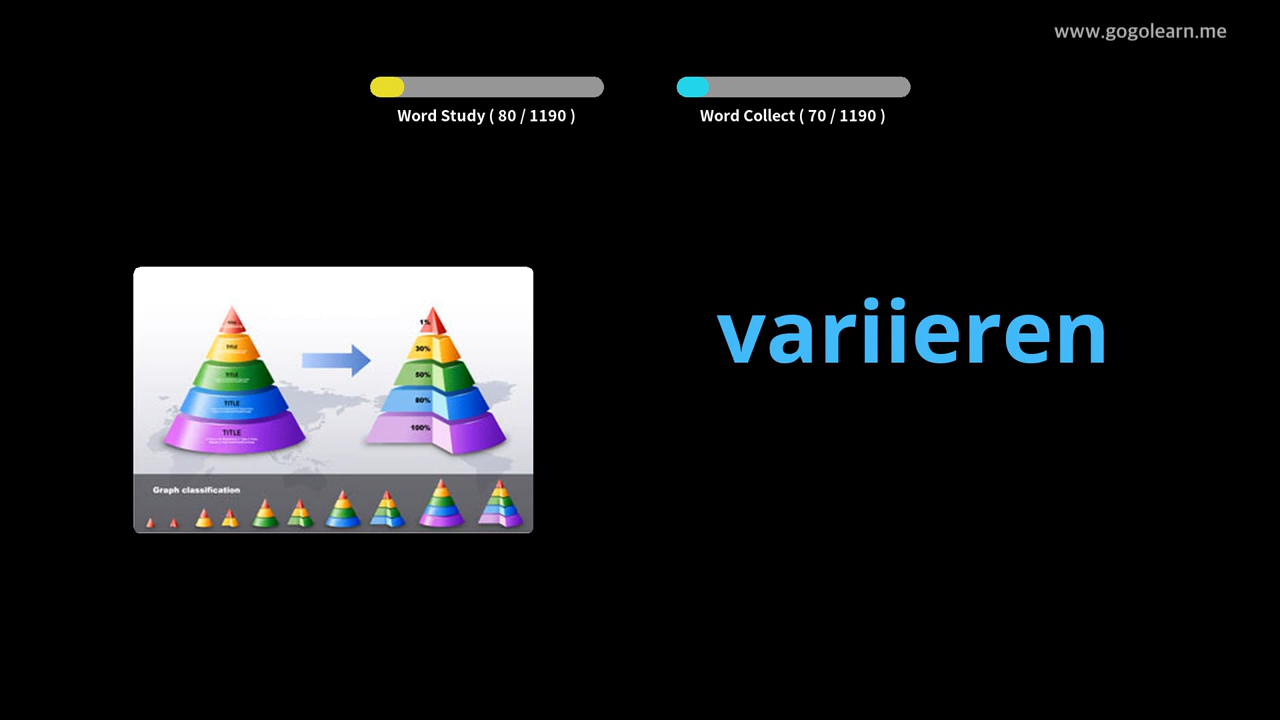 www.gogolearn.me
Word Study ( 80 / 1190 )
Word Collect ( 70 / 1190 )
variieren
TITLE
TITLE
TITLE
TITLE
1%
30%
50%
80%
100%
Graph classification